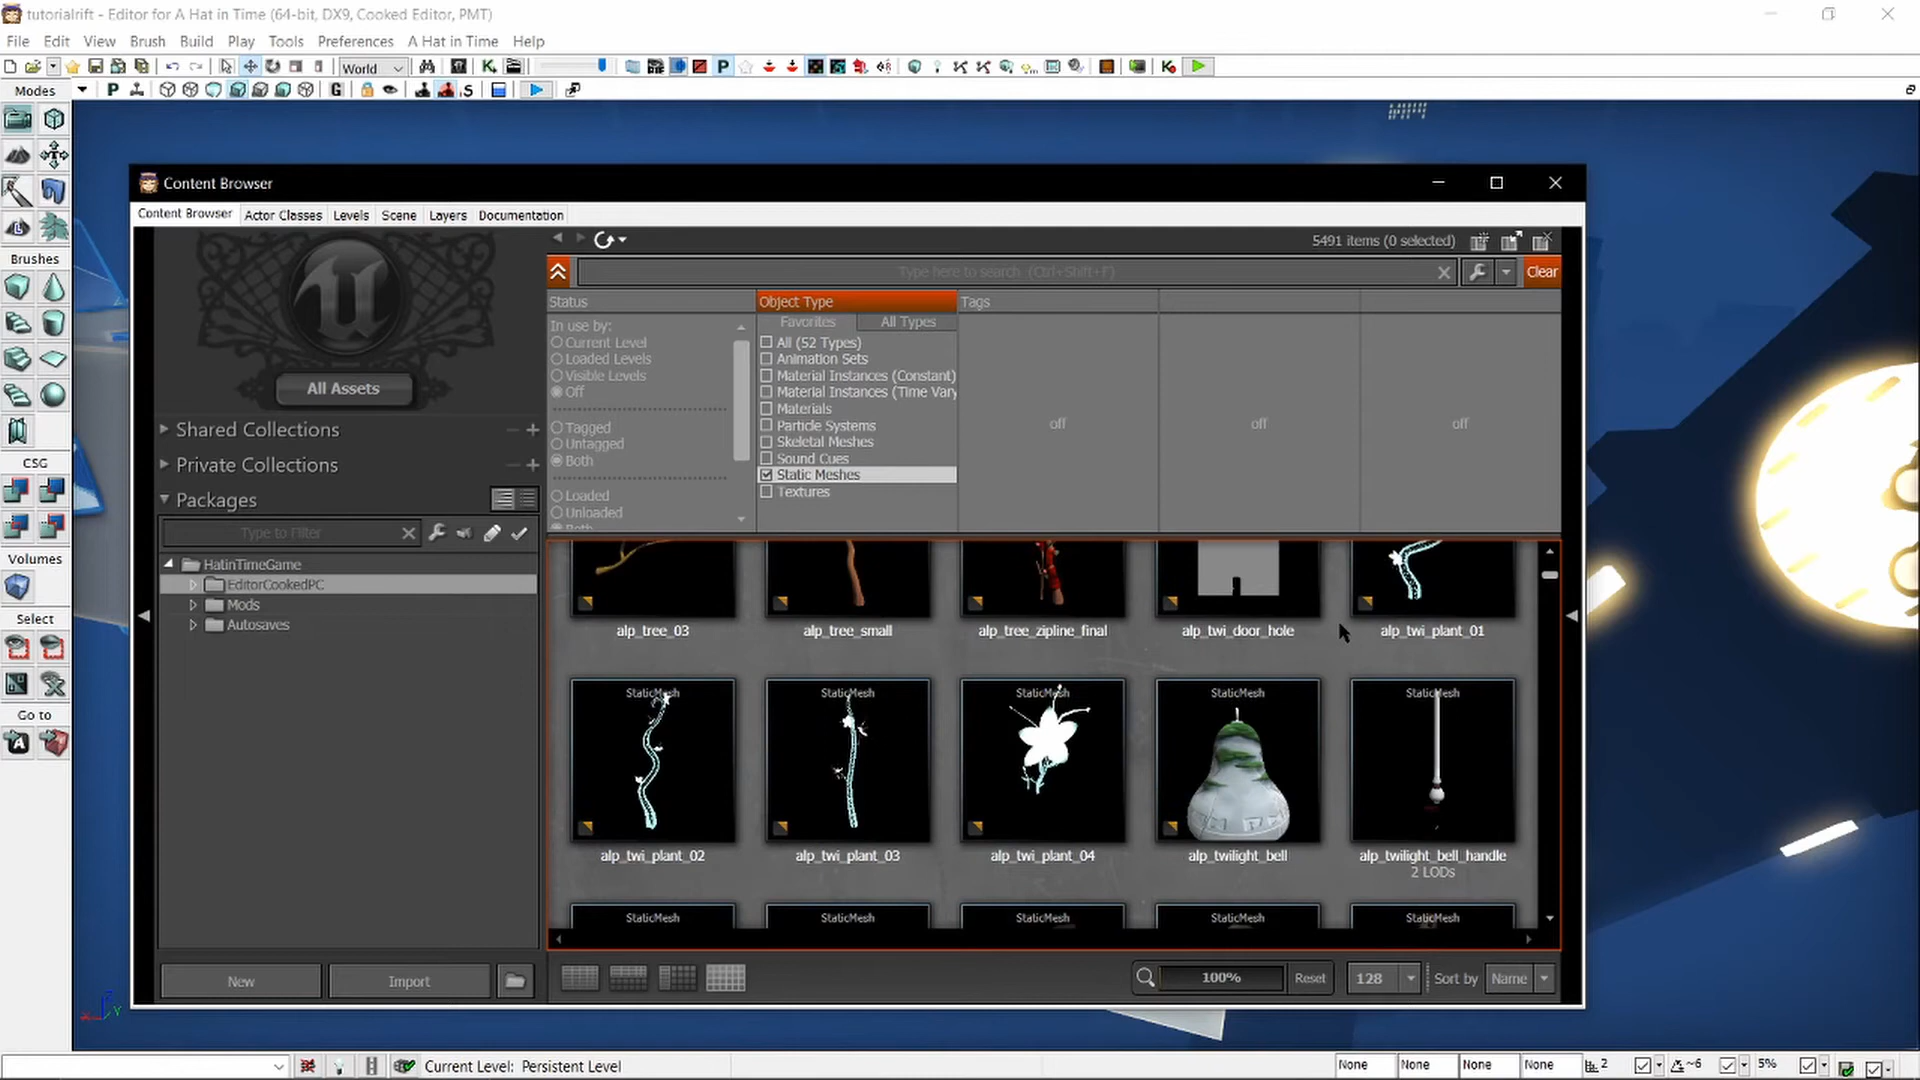 tutorialrift - Editor for A Hat in Time (64-bit, DX9, Cooked Editor, PMT)
File Edit View Brush Build Play Tools Preferences A Hat in Time Help
World
Modes
Content Browser
Content Browser Actor Classes Levels Scene Layers Documentation
5491 items (0 selected)
Type here to search (Ctrl+Shift+F)
Clear
Status
Object Type
Tags
In use by:
Current Level
Loaded Levels
Visible Levels
Off
Tagged
Untagged
Both
Loaded
Unloaded
Both
Favorites
All Types
All (52 Types)
Animation Sets
Material Instances (Constant)
Material Instances (Time Vary
Materials
Particle Systems
Skeletal Meshes
Sound Cues
Static Meshes
Textures
off
off
off
All Assets
Shared Collections
Private Collections
Packages
Type to Filter
HatinTimeGame
EditorCookedPC
Mods
Autosaves
New
Import
alp_tree_03
alp_tree_small
alp_tree_zipline_final
alp_twi_door_hole
alp_twi_plant_01
StaticMesh
StaticMesh
StaticMesh
StaticMesh
StaticMesh
alp_twi_plant_02
alp_twi_plant_03
alp_twi_plant_04
alp_twilight_bell
alp_twilight_bell_handle
2 LODs
StaticMesh
StaticMesh
StaticMesh
StaticMesh
StaticMesh
100%
Reset
128
Sort by
Name
Brushes
CSG
Volumes
Select
Go to
Current Level: Persistent Level
None
None
None
None
2
~6
5%